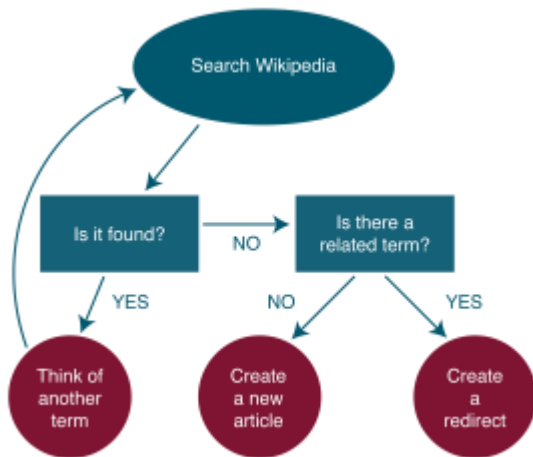 Search Wikipedia
Is it found?
NO
Is there a
related term?
YES
NO
YES
Think of
another
term
Create
a new
article
Create
a
redirect